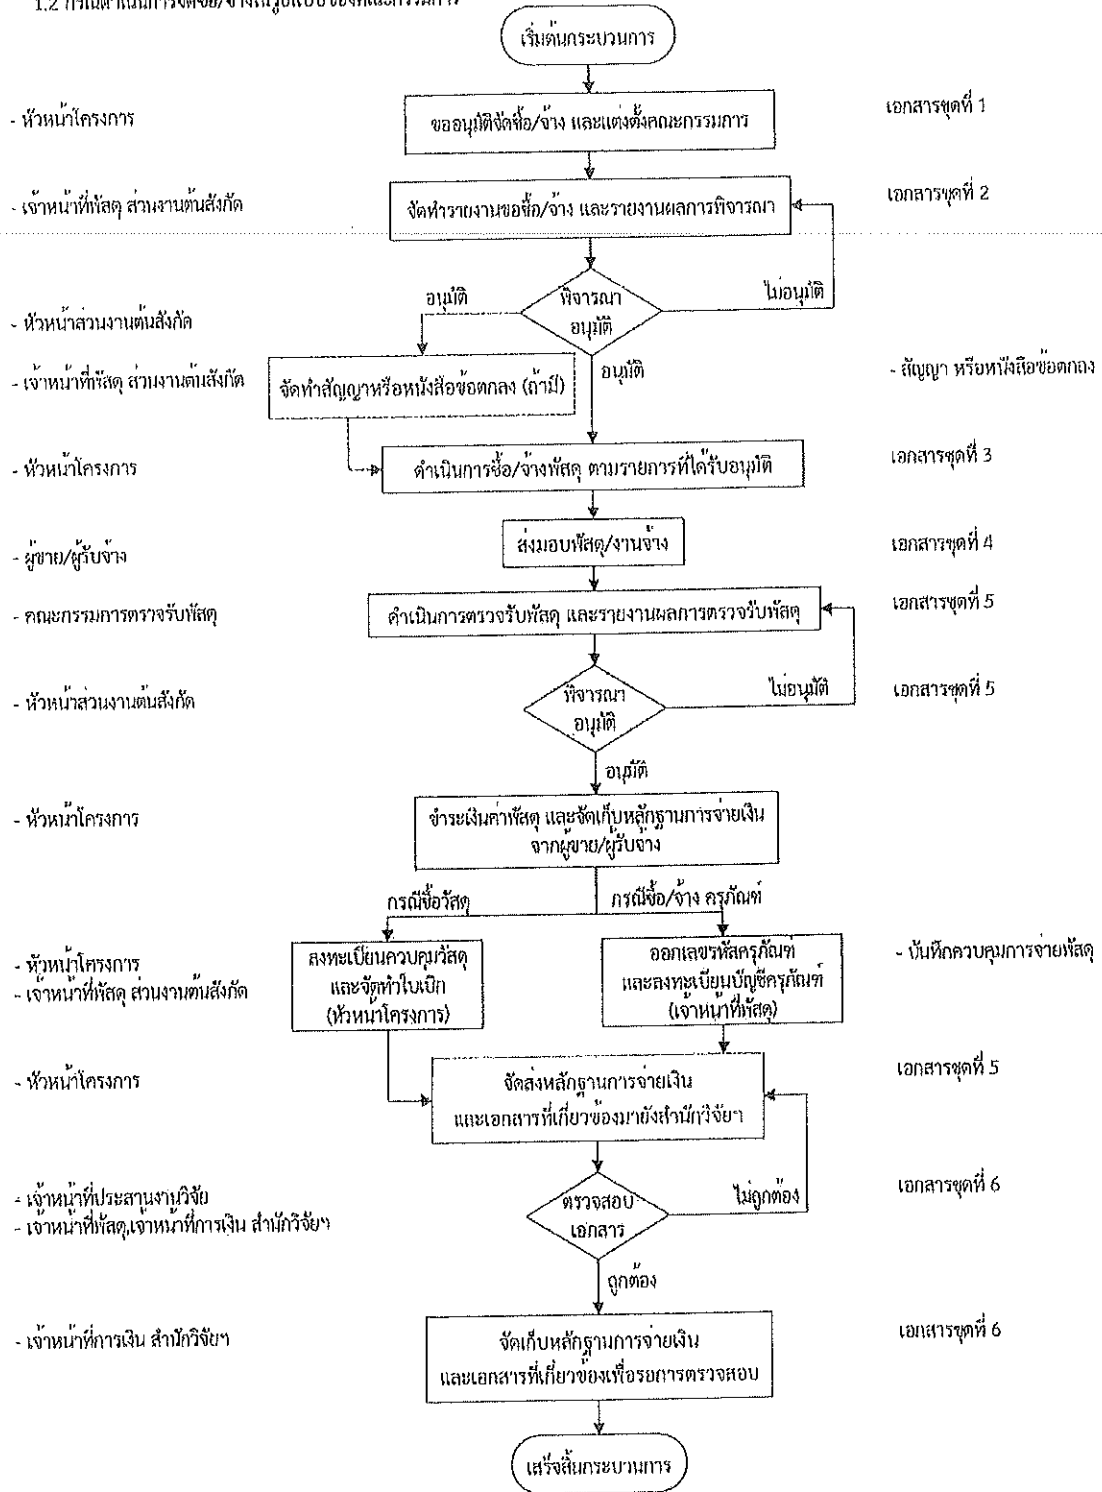 1.2 กรณีดำเนินการจัดซื้อ/จ้างในรูปแบบของคณะกรรมการ
เริ่มต้นกระบวนการ
- หัวหน้าโครงการ
ขออนุมัติจัดซื้อ/จ้าง และแต่งตั้งคณะกรรมการ
เอกสารชุดที่ 1
- เจ้าหน้าที่พัสดุ ส่วนงานต้นสังกัด
จัดทำรายงานขอซื้อ/จ้าง และรายงานผลการพิจารณา
เอกสารชุดที่ 2
- หัวหน้าส่วนงานต้นสังกัด
อนุมัติ
พิจารณา
อนุมัติ
ไม่อนุมัติ
- เจ้าหน้าที่พัสดุ ส่วนงานต้นสังกัด
จัดทำสัญญาหรือหนังสือข้อตกลง (ถ้ามี)
อนุมัติ
- สัญญา หรือหนังสือข้อตกลง
- หัวหน้าโครงการ
ดำเนินการซื้อ/จ้างพัสดุ ตามรายการที่ได้รับอนุมัติ
เอกสารชุดที่ 3
- ผู้ขาย/ผู้รับจ้าง
ส่งมอบพัสดุ/งานจ้าง
เอกสารชุดที่ 4
- คณะกรรมการตรวจรับพัสดุ
ดำเนินการตรวจรับพัสดุ และรายงานผลการตรวจรับพัสดุ
เอกสารชุดที่ 5
- หัวหน้าส่วนงานต้นสังกัด
พิจารณา
อนุมัติ
ไม่อนุมัติ
เอกสารชุดที่ 5
อนุมัติ
- หัวหน้าโครงการ
ชำระเงินค่าพัสดุ และจัดเก็บหลักฐานการจ่ายเงิน
จากผู้ขาย/ผู้รับจ้าง
กรณีซื้อวัสดุ
กรณีซื้อ/จ้าง ครุภัณฑ์
- หัวหน้าโครงการ
- เจ้าหน้าที่พัสดุ ส่วนงานต้นสังกัด
ลงทะเบียนควบคุมวัสดุ
และจัดทำใบเบิก
(หัวหน้าโครงการ)
ออกเลขรหัสครุภัณฑ์
และลงทะเบียนบัญชีครุภัณฑ์
(เจ้าหน้าที่พัสดุ)
- บันทึกควบคุมการจ่ายพัสดุ
- หัวหน้าโครงการ
จัดส่งหลักฐานการจ่ายเงิน
และเอกสารที่เกี่ยวข้องมายังสำนักวิจัยฯ
เอกสารชุดที่ 5
- เจ้าหน้าที่ประสานงานวิจัย
- เจ้าหน้าที่พัสดุ,เจ้าหน้าที่การเงิน สำนักวิจัยฯ
ตรวจสอบ
เอกสาร
ไม่ถูกต้อง
เอกสารชุดที่ 6
ถูกต้อง
- เจ้าหน้าที่การเงิน สำนักวิจัยฯ
จัดเก็บหลักฐานการจ่ายเงิน
และเอกสารที่เกี่ยวข้องเพื่อรอการตรวจสอบ
เอกสารชุดที่ 6
เสร็จสิ้นกระบวนการ